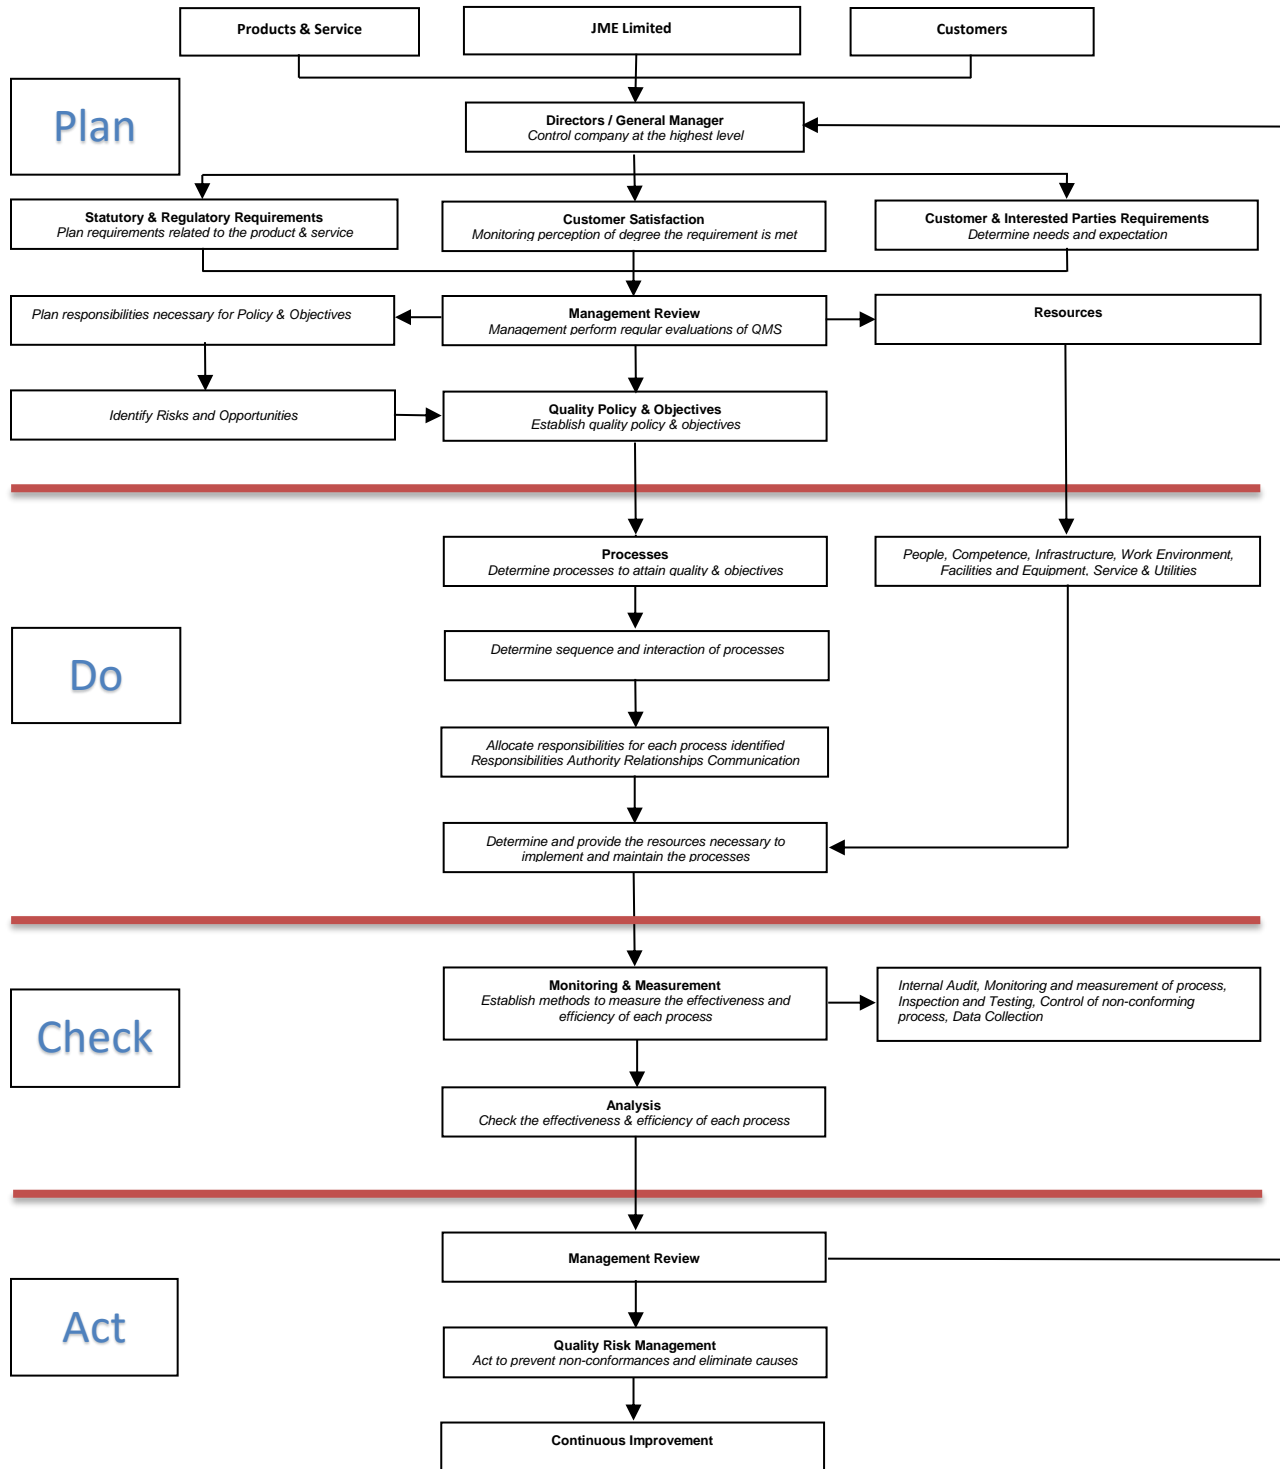 Products & Service
JME Limited
Customers
Plan
Directors / General Manager
Control company at the highest level
Statutory & Regulatory Requirements
Plan requirements related to the product & service
Customer Satisfaction
Monitoring perception of degree the requirement is met
Customer & Interested Parties Requirements
Determine needs and expectation
Plan responsibilities necessary for Policy & Objectives
Management Review
Management perform regular evaluations of QMS
Resources
Identify Risks and Opportunities
Quality Policy & Objectives
Establish quality policy & objectives
Processes
Determine processes to attain quality & objectives
People, Competence, Infrastructure, Work Environment,
Facilities and Equipment, Service & Utilities
Do
Determine sequence and interaction of processes
Allocate responsibilities for each process identified
Responsibilities Authority Relationships Communication
Determine and provide the resources necessary to
implement and maintain the processes
Check
Monitoring & Measurement
Establish methods to measure the effectiveness and
efficiency of each process
Internal Audit, Monitoring and measurement of process,
Inspection and Testing, Control of non-conforming
process, Data Collection
Analysis
Check the effectiveness & efficiency of each process
Act
Management Review
Quality Risk Management
Act to prevent non-conformances and eliminate causes
Continuous Improvement